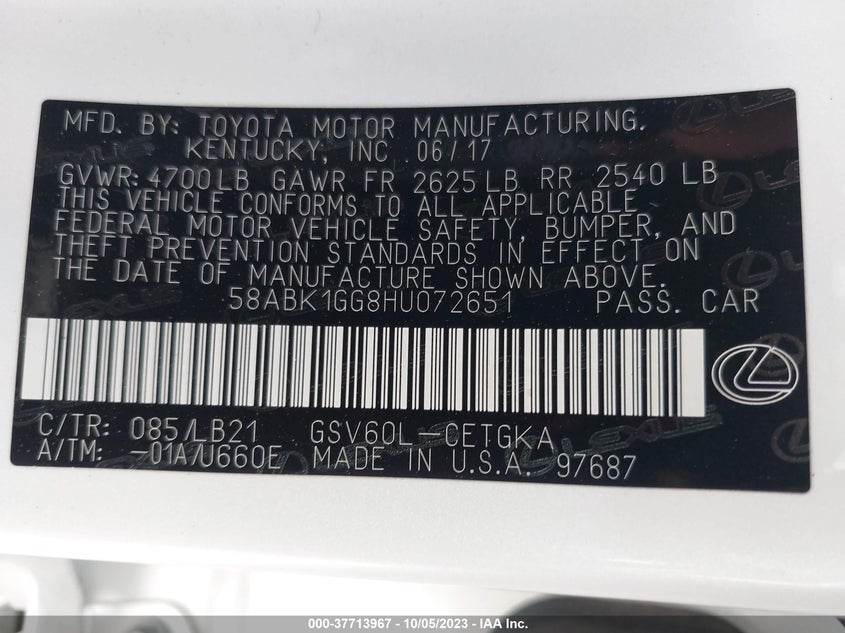 MFD. BY: TOYOTA MOTOR MANUFACTURING.
KENTUCKY, INC 06/17
GVWR: 4700LB GAWR FR 2625LB RR 2540 LB
THIS VEHICLE CONFORMS TO ALL APPLICABLE
FEDERAL MOTOR VEHICLE SAFETY, BUMPER, AND
THEFT PREVENTION STANDARDS IN EFFECT ON
THE DATE OF MANUFACTURE SHOWN ABOVE.
58ABK1GG8HU072651 PASS. CAR
C/TR: 085/LB21 GSV60L-CETGKA
A/TM: -01A/U660E MADE IN U.S.A. 97687
000-37713967 - 10/05/2023 - IAA Inc.